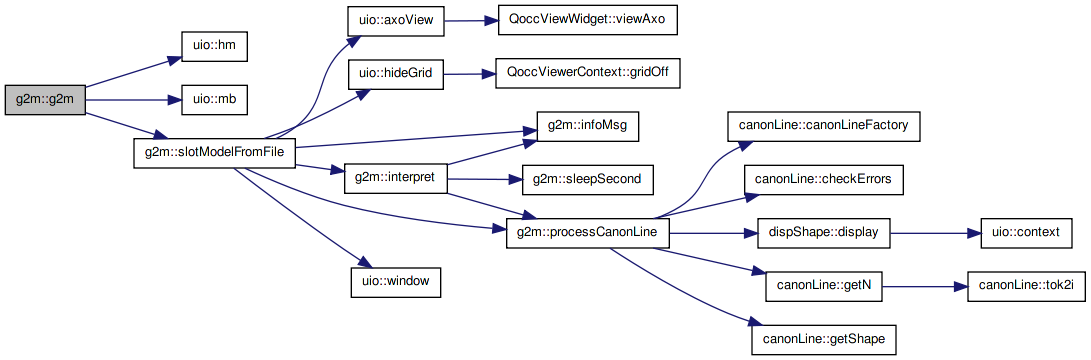 g2m::g2m
uio::hm
uio::mb
g2m::slotModelFromFile
uio::axoView
uio::hideGrid
g2m::infoMsg
g2m::interpret
g2m::sleepSecond
g2m::processCanonLine
uio::window
QoccViewWidget::viewAxo
QoccViewerContext::gridOff
canonLine::canonLineFactory
canonLine::checkErrors
dispShape::display
uio::context
canonLine::getN
canonLine::tok2i
canonLine::getShape